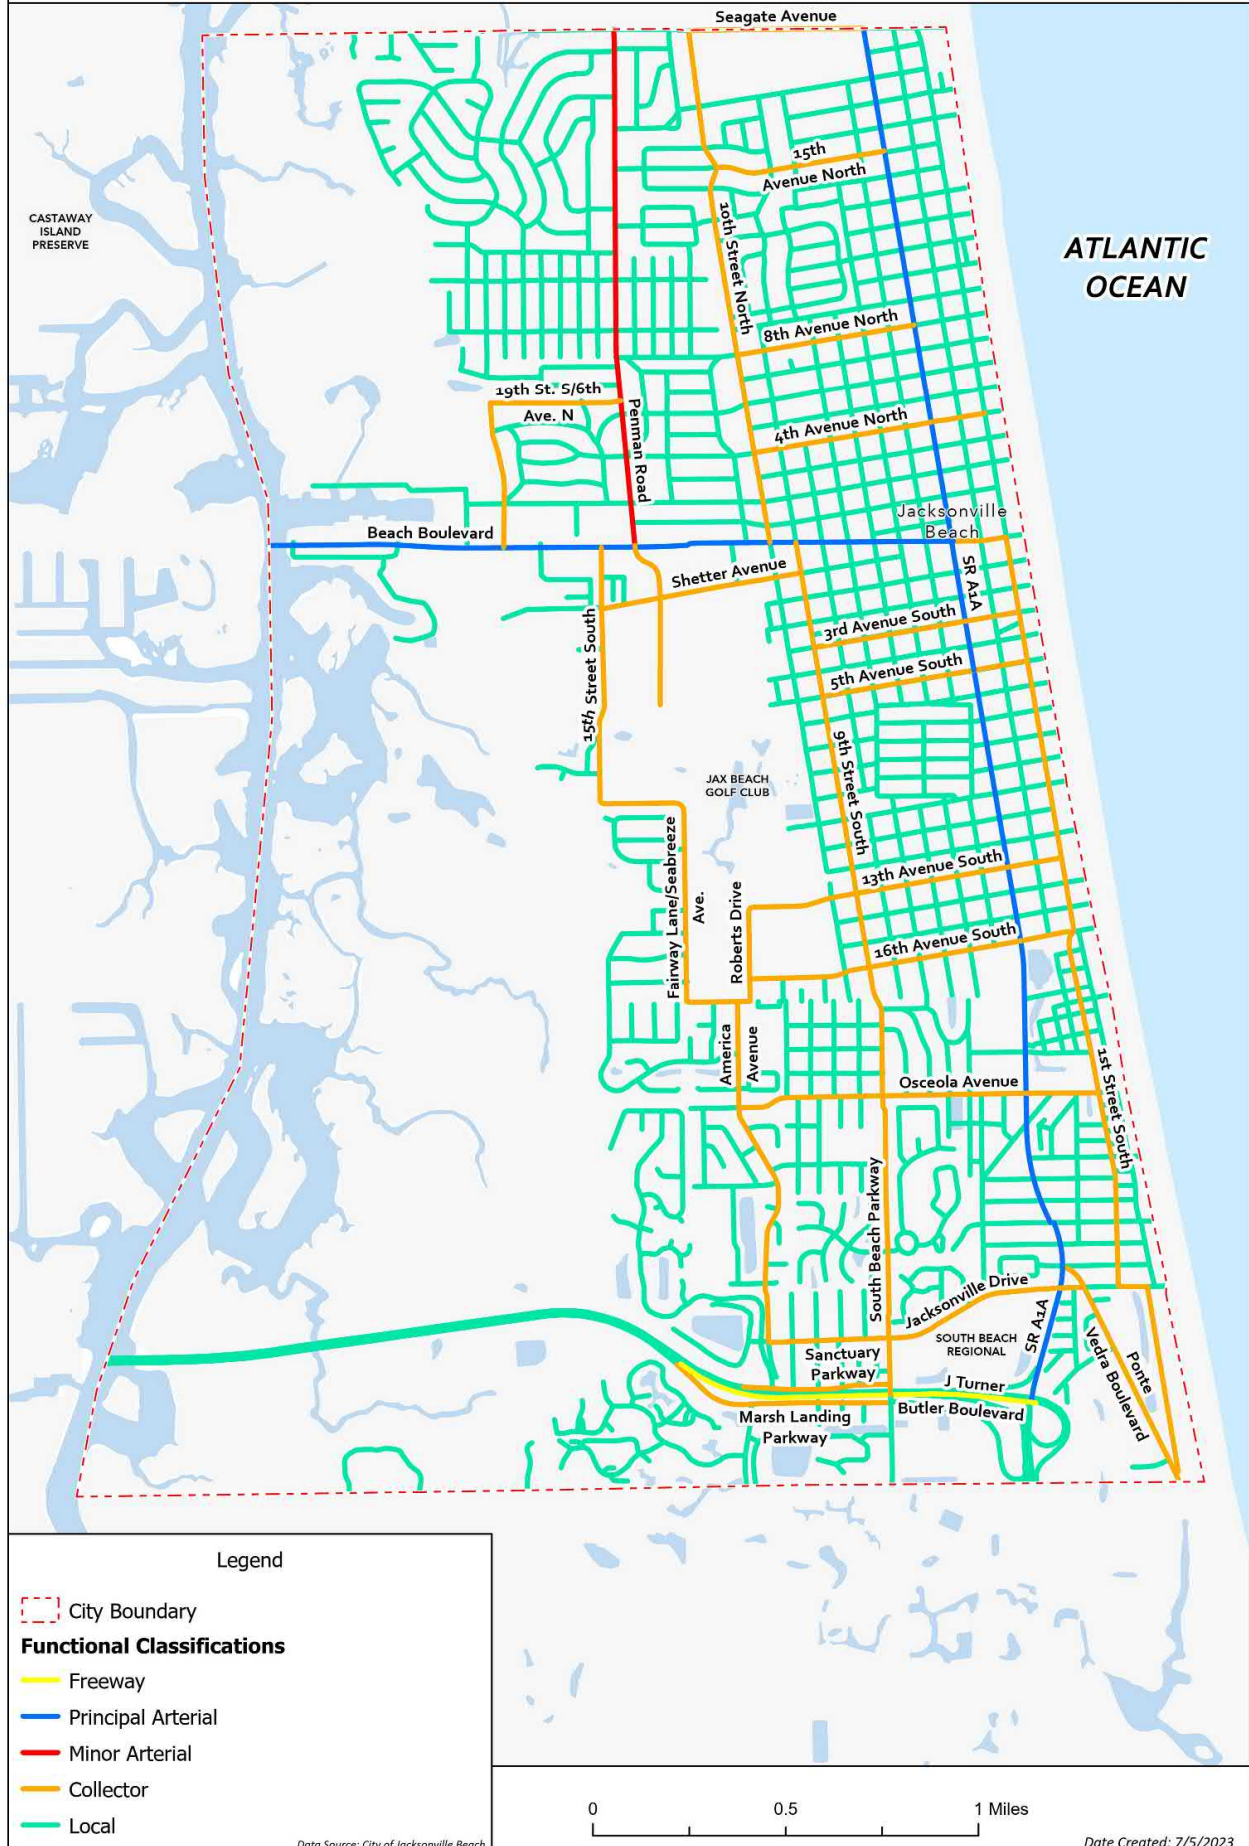 Seagate Avenue
15th
Avenue North
CASTAWAY
ISLAND
PRESERVE
10th Street North
ATLANTIC
OCEAN
8th Avenue North
19th St. S/6th
Ave. N
Penman Road
4th Avenue North
Jacksonville
Beach
Beach Boulevard
SR A1A
Shetter Avenue
3rd Avenue South
15th Street South
5th Avenue South
9th Street South
JAX BEACH
GOLF CLUB
Fairway Lane/Seabreeze
Ave.
Roberts Drive
13th Avenue South
16th Avenue South
America
Avenue
Osceola Avenue
1st Street South
South Beach Parkway
Jacksonville Drive
SR A1A
SOUTH BEACH
REGIONAL
Sanctuary
Parkway
Ponte
Vedra Boulevard
J Turner
Butler Boulevard
Marsh Landing
Parkway
Legend
City Boundary
Functional Classifications
Freeway
Principal Arterial
Minor Arterial
Collector
Local
Data Source: City of Jacksonville Beach
0 0.5 1 Miles
Date Created: 7/5/2023